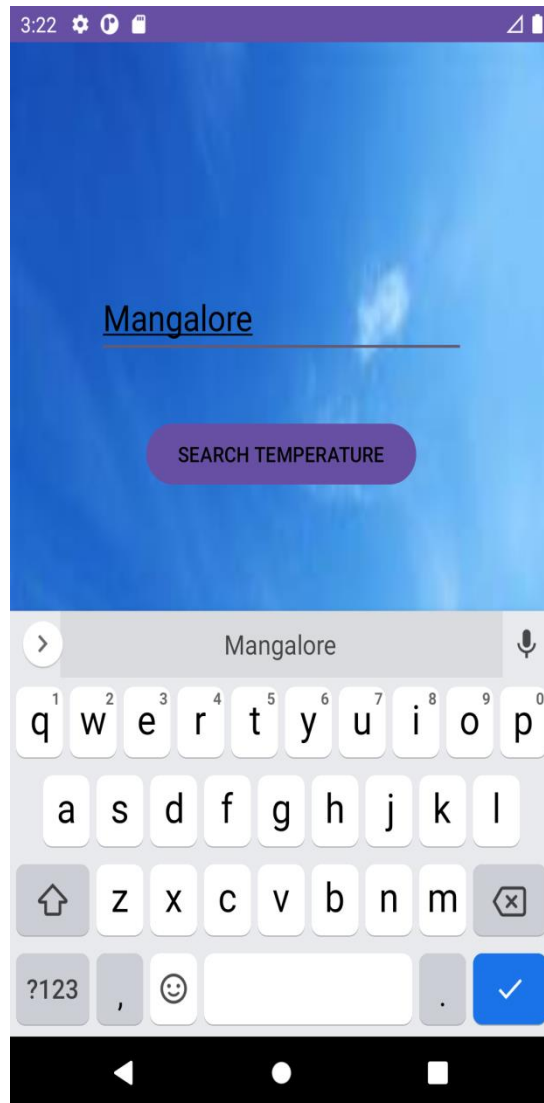 3:22
Mangalore
SEARCH TEMPERATURE
Mangalore
1 2 3 4 5 6 7 8 9 0
q w e r t y u i o p
a s d f g h j k l
z x c v b n m
?123 , .